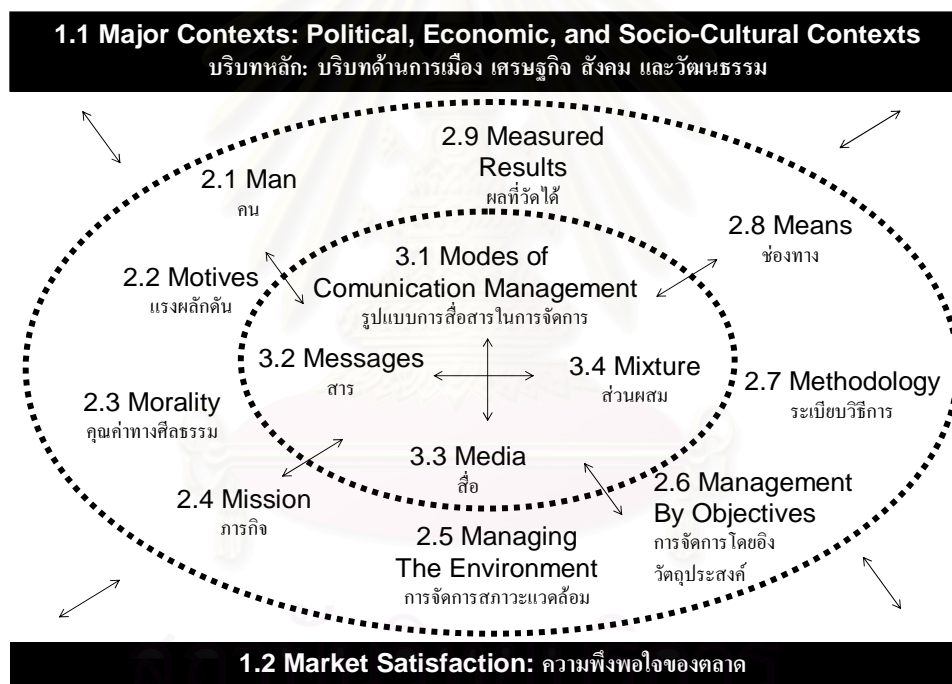 1.1 Major Contexts: Political, Economic, and Socio-Cultural Contexts
บริบทหลัก: บริบทด้านการเมือง เศรษฐกิจ สังคม และวัฒนธรรม
2.9 Measured
Results
ผลที่วัดได้
2.1 Man
คน
2.8 Means
ช่องทาง
2.2 Motives
แรงผลักดัน
3.1 Modes of
Comunication Management
รูปแบบการสื่อสารในการจัดการ
3.2 Messages
สาร
3.4 Mixture
ส่วนผสม
2.7 Methodology
ระเบียบวิธีการ
2.3 Morality
คุณค่าทางศีลธรรม
3.3 Media
สื่อ
2.4 Mission
ภารกิจ
2.6 Management
By Objectives
การจัดการโดยอิง
วัตถุประสงค์
2.5 Managing
The Environment
การจัดการสภาวะแวดล้อม
1.2 Market Satisfaction: ความพึงพอใจของตลาด